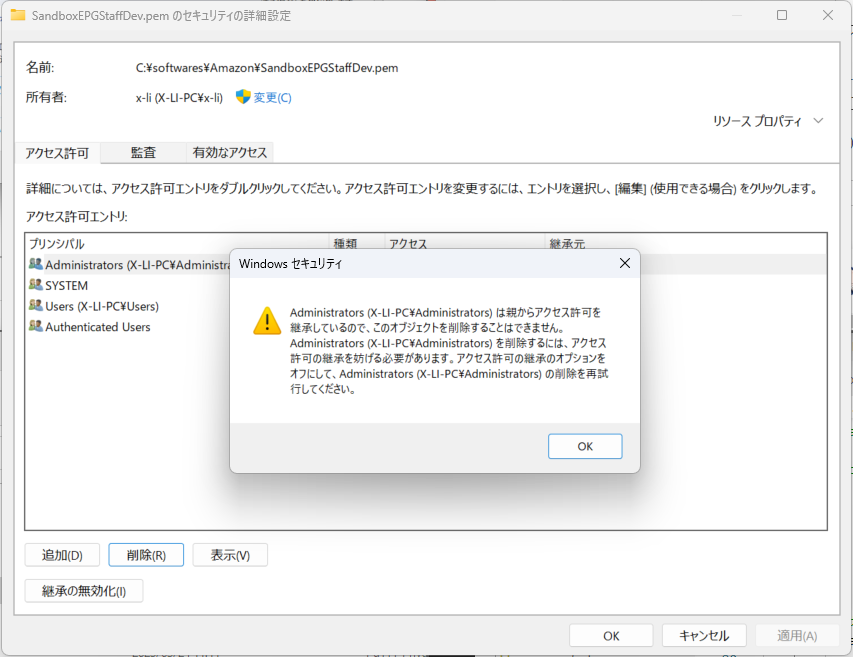 SandboxEPGStaffDev.pem のセキュリティの詳細設定
名前: C:¥softwares¥Amazon¥SandboxEPGStaffDev.pem
所有者: x-li (X-LI-PC¥x-li) 変更(C)
リソース プロパティ
アクセス許可 監査 有効なアクセス
詳細については、アクセス許可エントリをダブルクリックしてください。アクセス許可エントリを変更するには、エントリを選択し、[編集] (使用できる場合) をクリックします。
アクセス許可エントリ:
プリンシパル 種類 アクセス 継承元
Administrators (X-LI-PC¥Administra
SYSTEM
Users (X-LI-PC¥Users)
Authenticated Users
Windows セキュリティ
Administrators (X-LI-PC¥Administrators) は親からアクセス許可を
継承しているので、このオブジェクトを削除することはできません。
Administrators (X-LI-PC¥Administrators) を削除するには、アクセス
許可の継承を妨げる必要があります。アクセス許可の継承のオプションを
オフにして、Administrators (X-LI-PC¥Administrators) の削除を再試
行してください。
OK
追加(D) 削除(R) 表示(V)
継承の無効化(I)
OK キャンセル 適用(A)